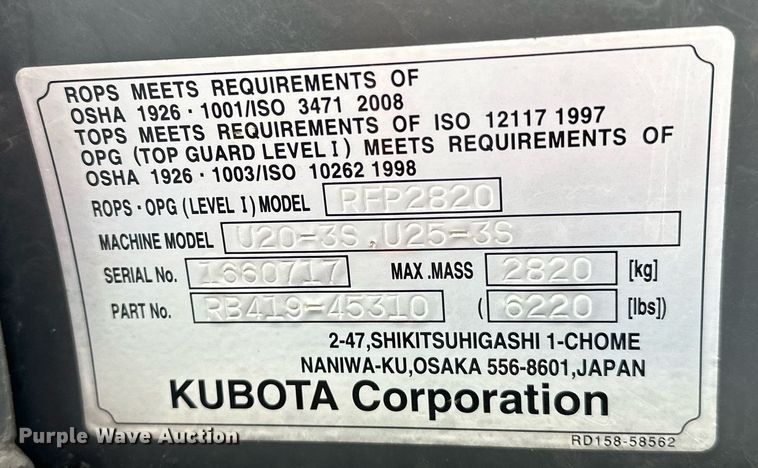 ROPS MEETS REQUIREMENTS OF
OSHA 1926・1001/ISO 3471 2008
TOPS MEETS REQUIREMENTS OF ISO 12117 1997
OPG (TOP GUARD LEVEL I) MEETS REQUIREMENTS OF
OSHA 1926・1003/ISO 10262 1998
ROPS・OPG (LEVEL I) MODEL RFP2820
MACHINE MODEL U20-3S,U25-3S
SERIAL No. 1660717 MAX.MASS 2820 [kg]
PART No. RB419-45310 (6220 [lbs])
2-47,SHIKITSUHIGASHI 1-CHOME
NANIWA-KU,OSAKA 556-8601,JAPAN
KUBOTA Corporation
RD158-58562
Purple Wave Auction